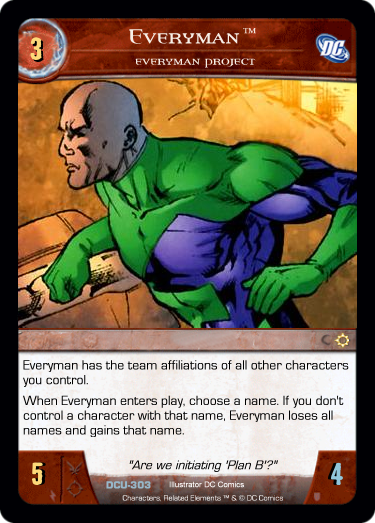 3
Everyman™
DC
Everyman Project
Everyman has the team affiliations of all other characters
you control.
When Everyman enters play, choose a name. If you don't
control a character with that name, Everyman loses all
names and gains that name.
"Are we initiating 'Plan B'?"
5
DCU-303 Illustrator DC Comics
4
Characters, Related Elements ™ & © DC Comics